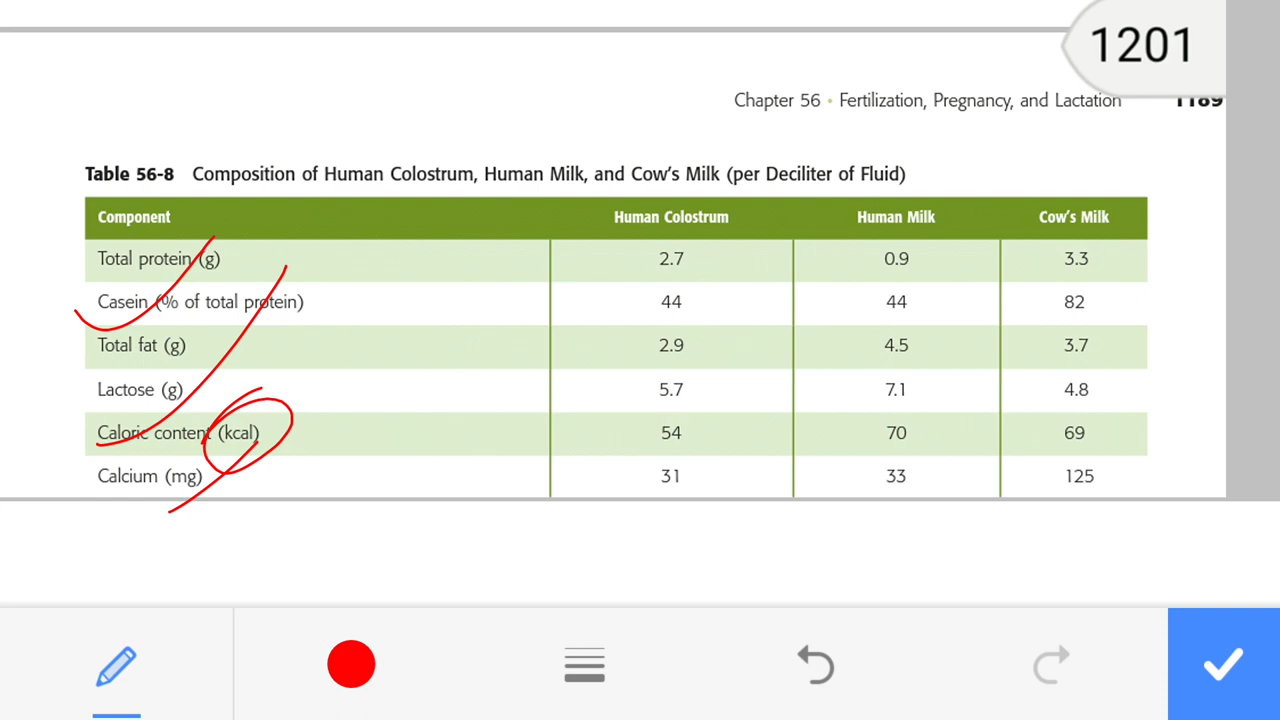 1201
Chapter 56 • Fertilization, Pregnancy, and Lactation 1189
Table 56-8 Composition of Human Colostrum, Human Milk, and Cow's Milk (per Deciliter of Fluid)
Component Human Colostrum Human Milk Cow's Milk
Total protein (g) 2.7 0.9 3.3
Casein (% of total protein) 44 44 82
Total fat (g) 2.9 4.5 3.7
Lactose (g) 5.7 7.1 4.8
Caloric content (kcal) 54 70 69
Calcium (mg) 31 33 125